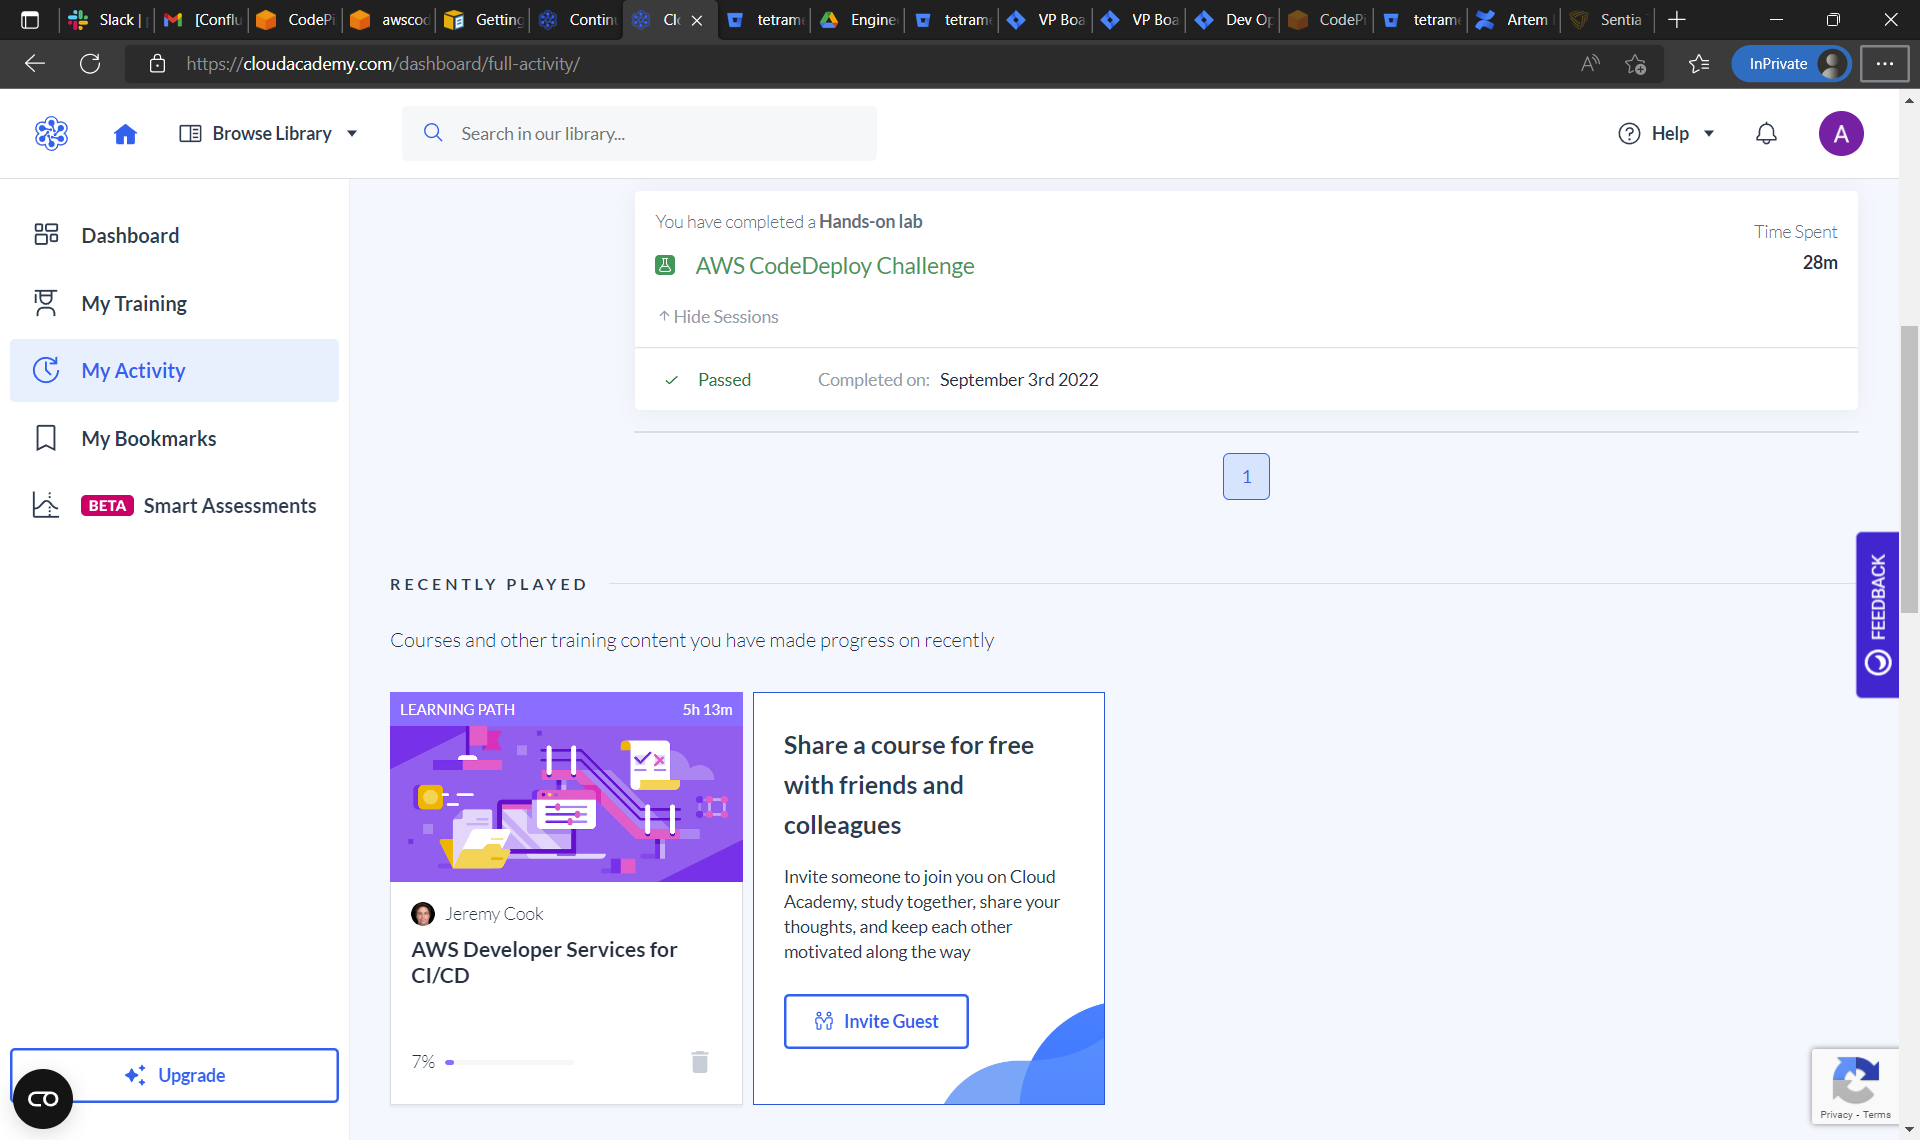 Slack
[Conflu
CodePi
awscod
Getting
Contin
Clo
tetrame
Engine
tetrame
VP Boa
VP Boa
Dev Op
CodePi
tetrame
Artem
Sentia
https://cloudacademy.com/dashboard/full-activity/
InPrivate
Browse Library
Search in our library...
Help
A
Dashboard
My Training
My Activity
My Bookmarks
BETA Smart Assessments
Upgrade
You have completed a Hands-on lab
Time Spent
AWS CodeDeploy Challenge
28m
Hide Sessions
Passed
Completed on: September 3rd 2022
1
RECENTLY PLAYED
Courses and other training content you have made progress on recently
LEARNING PATH
5h 13m
Jeremy Cook
AWS Developer Services for
CI/CD
7%
Share a course for free
with friends and
colleagues
Invite someone to join you on Cloud
Academy, study together, share your
thoughts, and keep each other
motivated along the way
Invite Guest
FEEDBACK
Privacy - Terms